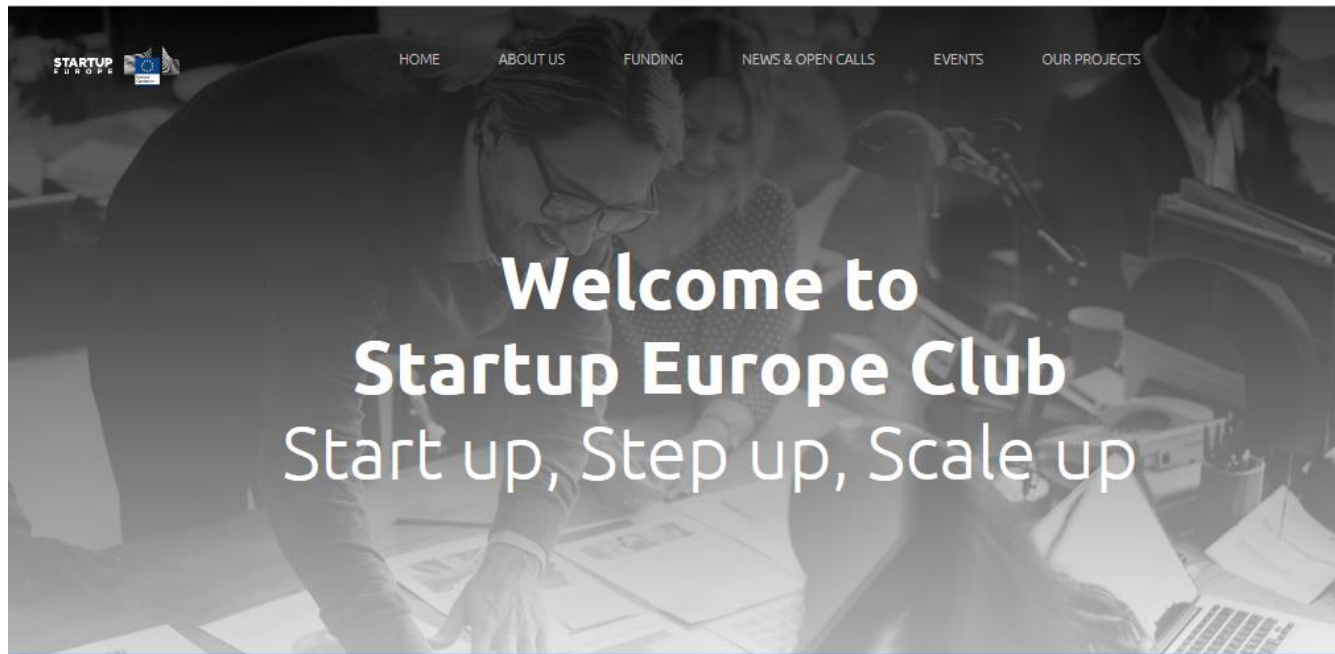 STARTUP
EUROPE
HOME
ABOUT US
FUNDING
NEWS & OPEN CALLS
EVENTS
OUR PROJECTS
Welcome to
Startup Europe Club
Start up, Step up, Scale up